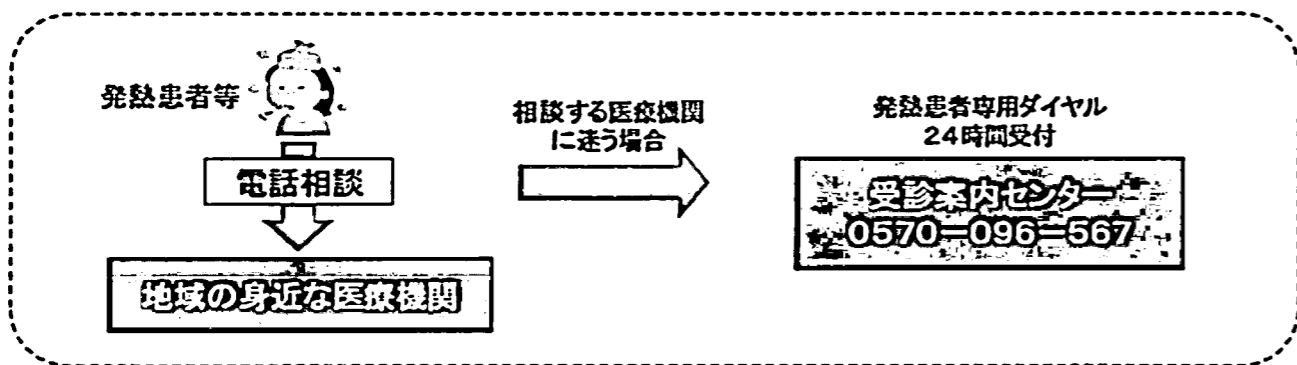 発熱患者等
電話相談
地域の身近な医療機関
相談する医療機関
に迷う場合
発熱患者専用ダイヤル
24時間受付
受診案内センター
0570－096－567